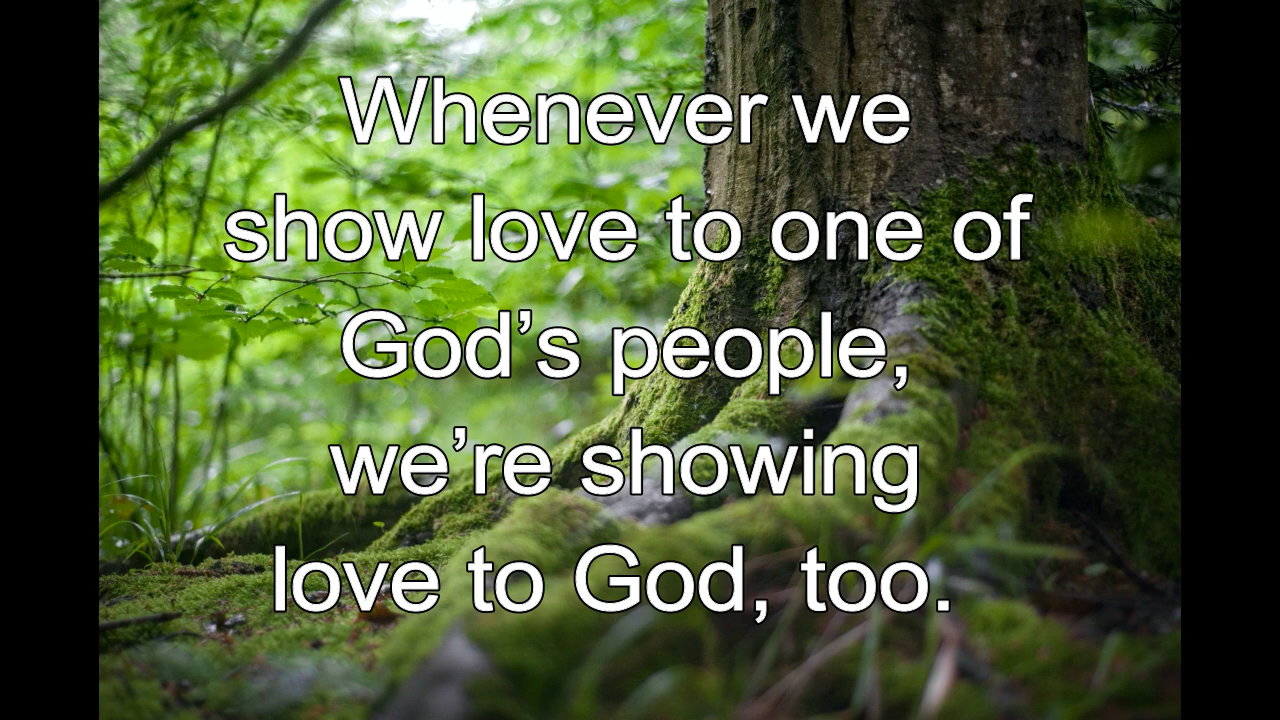 Whenever we
show love to one of
God’s people,
we’re showing
love to God, too.